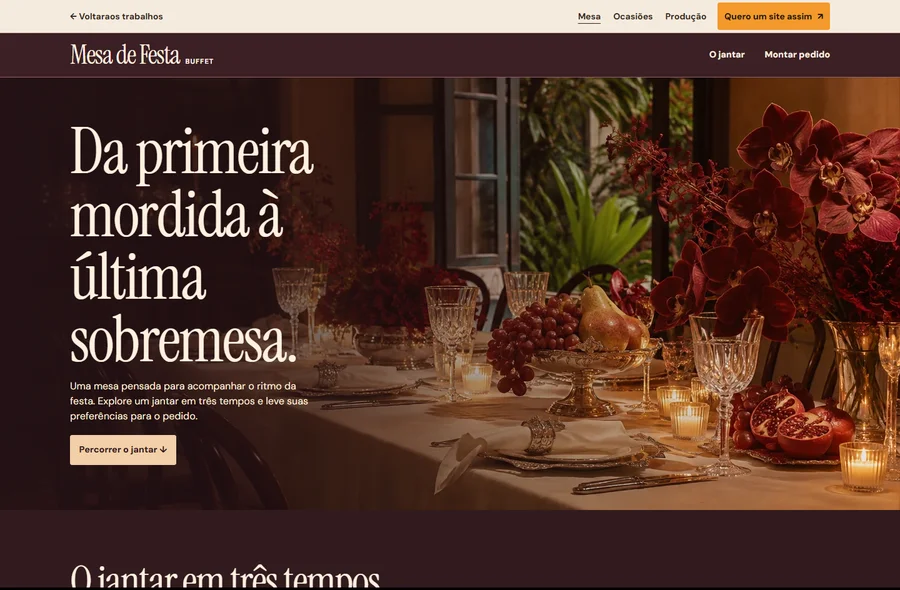 ← Voltaraos trabalhos
Mesa Ocasiões Produção Quero um site assim ↗
Mesa de Festa BUFFET
O jantar Montar pedido
Da primeira
mordida à
última
sobremesa.
Uma mesa pensada para acompanhar o ritmo da
festa. Explore um jantar em três tempos e leve suas
preferências para o pedido.
Percorrer o jantar ↓
O jantar em três tempos